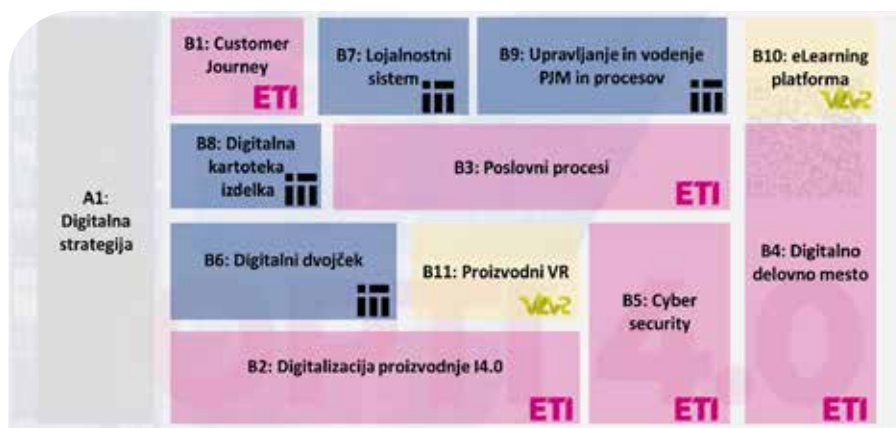 A1:
Digitalna
strategija
B1: Customer
Journey
ETI
B7: Lojalnostni
sistem
B9: Upravljanje in vodenje
PJM in procesov
B10: eLearning
platforma
B8: Digitalna
kartoteka
izdelka
B3: Poslovni procesi
ETI
B4: Digitalno
delovno mesto
ETI
B6: Digitalni dvojček
B11: Proizvodni VR
B5: Cyber
security
ETI
B2: Digitalizacija proizvodnje I4.0
ETI